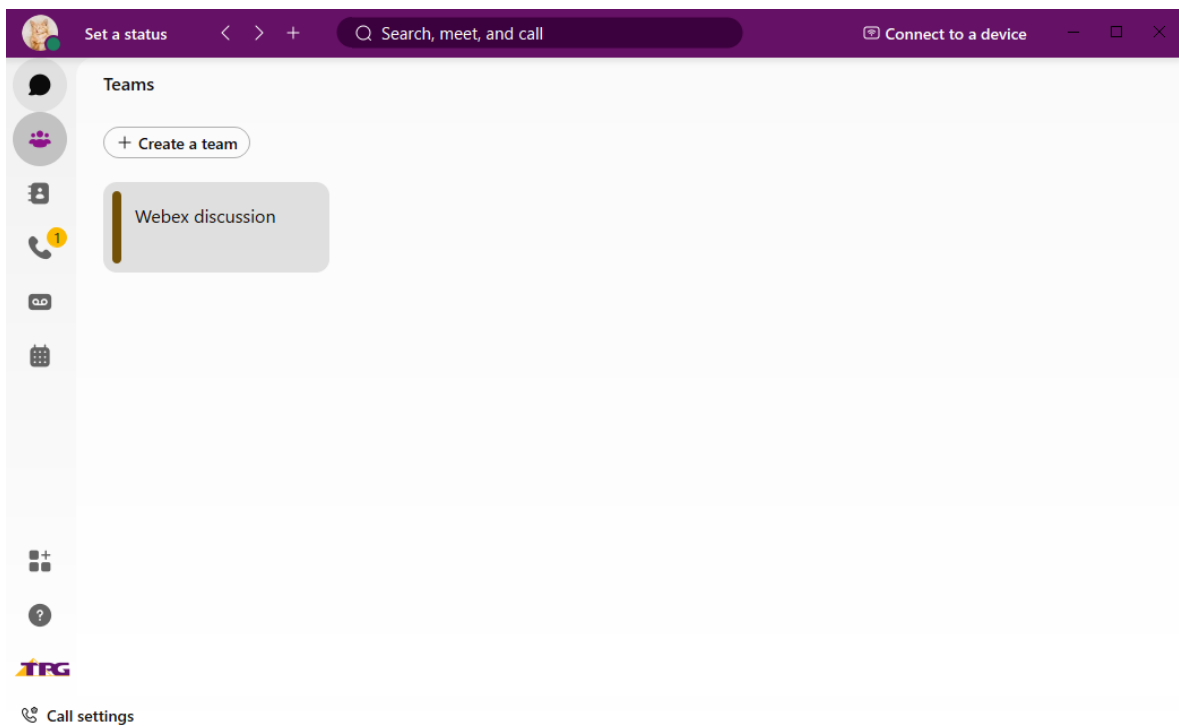 Set a status
Search, meet, and call
Connect to a device
Teams
+ Create a team
1
Webex discussion
TPG
Call settings